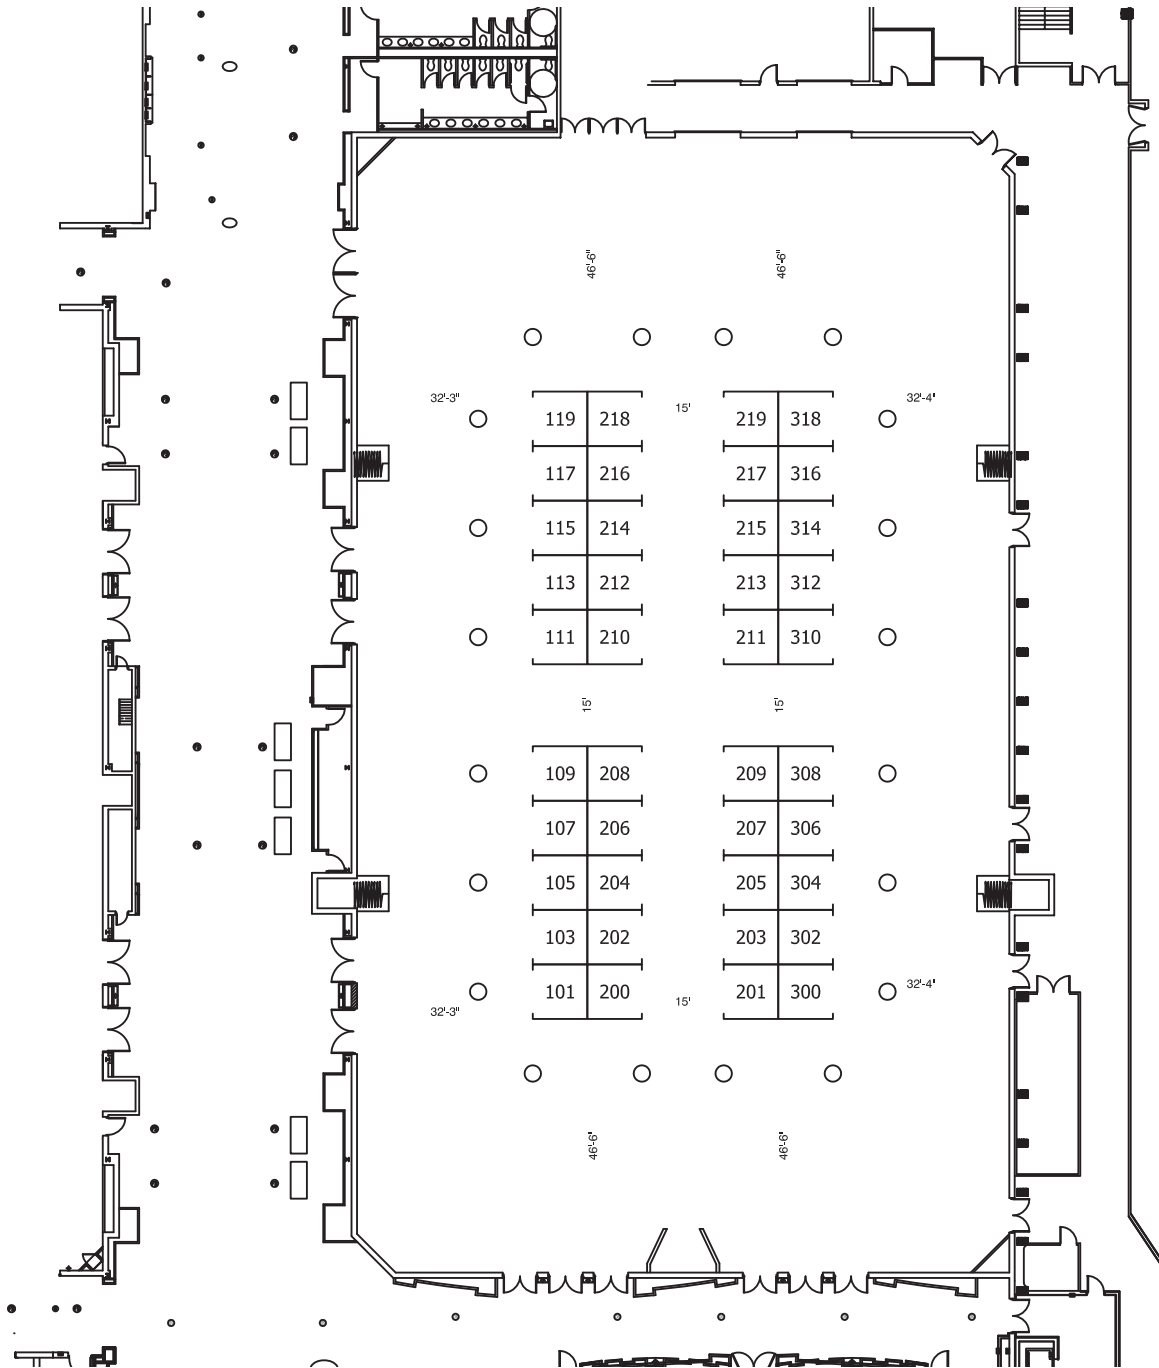 46'-6" 46'-6"
32'-3" 15' 32'-4"
119 218 219 318
117 216 217 316
115 214 215 314
113 212 213 312
111 210 211 310
15' 15'
109 208 209 308
107 206 207 306
105 204 205 304
103 202 203 302
101 200 201 300
32'-3" 15' 32'-4"
46'-6" 46'-6"